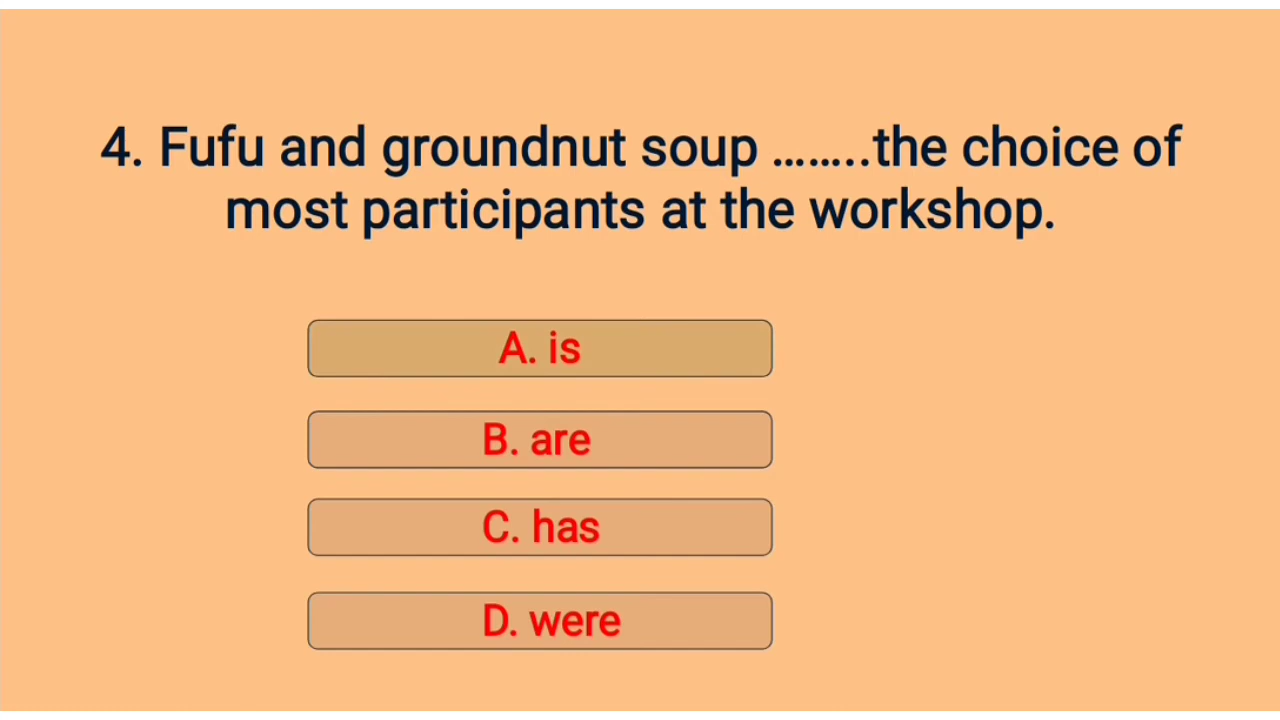 4. Fufu and groundnut soup ........the choice of
most participants at the workshop.
A. is
B. are
C. has
D. were